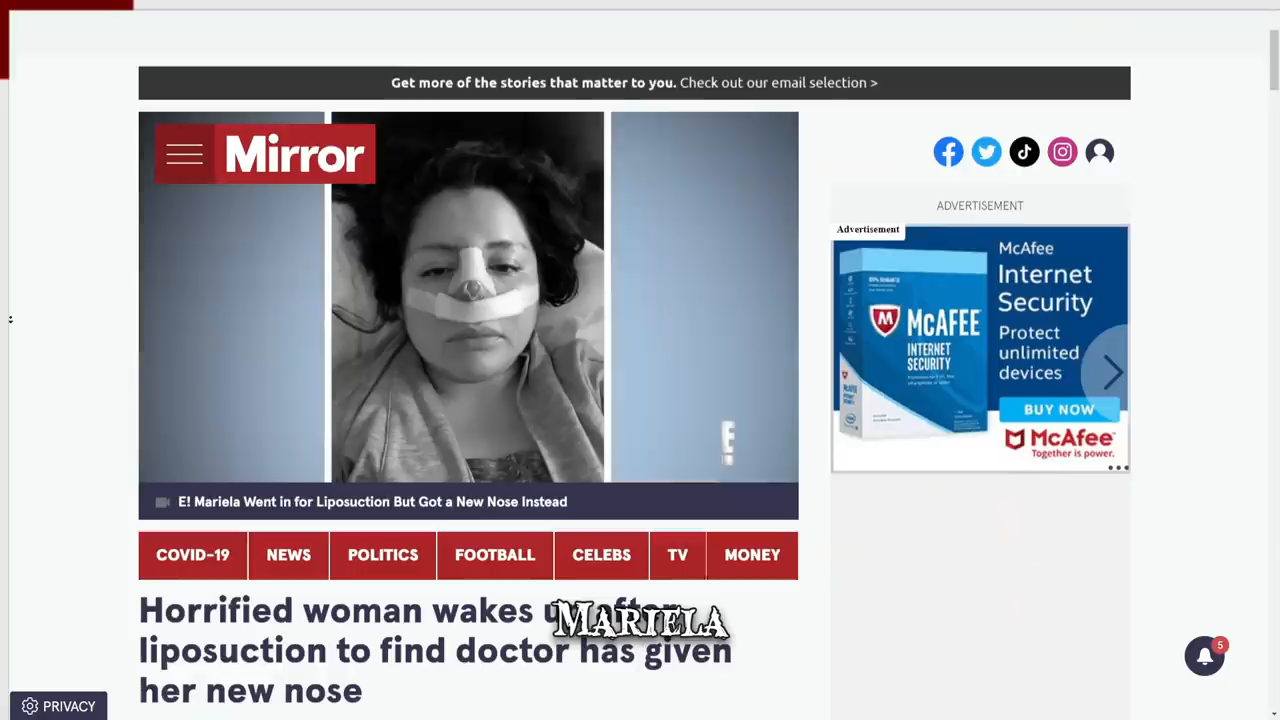 Get more of the stories that matter to you. Check out our email selection >
Mirror
ADVERTISEMENT
Advertisement
McAfee
Internet
Security
Protect
unlimited
devices
BUY NOW
McAfee™
Together is power.
McAFEE
INTERNET
SECURITY
E!
E! Mariela Went in for Liposuction But Got a New Nose Instead
COVID-19 NEWS POLITICS FOOTBALL CELEBS TV MONEY
Horrified woman wakes up after
MARIELA
liposuction to find doctor has given
her new nose
5
PRIVACY